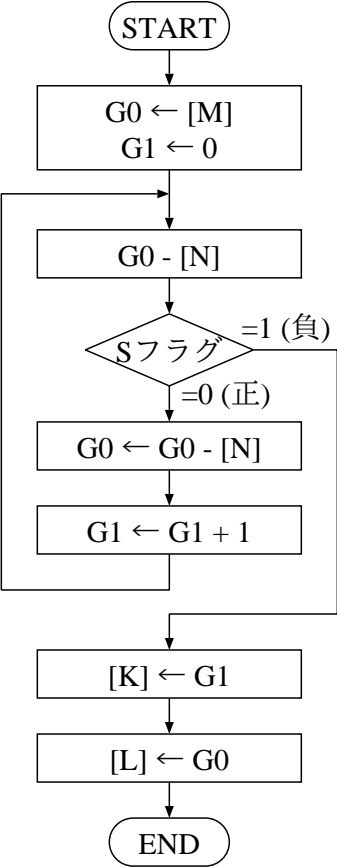 START
G0 ← [M]
G1 ← 0
G0 - [N]
Sフラグ
=1 (負)
=0 (正)
G0 ← G0 - [N]
G1 ← G1 + 1
[K] ← G1
[L] ← G0
END